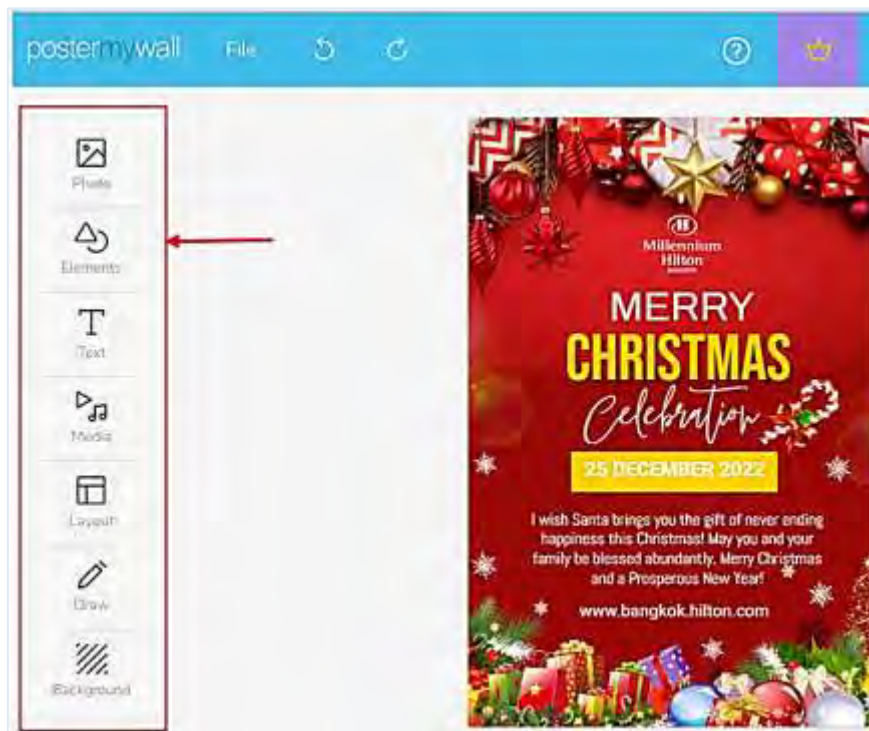 postermywall File
Photo
Elements
Text
Media
Layout
Draw
Background
Millennium
Hilton
MERRY
CHRISTMAS
Celebration
25 DECEMBER 2022
I wish Santa brings you the gift of never ending
happiness this Christmas! May you and your
family be blessed abundantly. Merry Christmas
and a Prosperous New Year!
www.bangkok.hilton.com